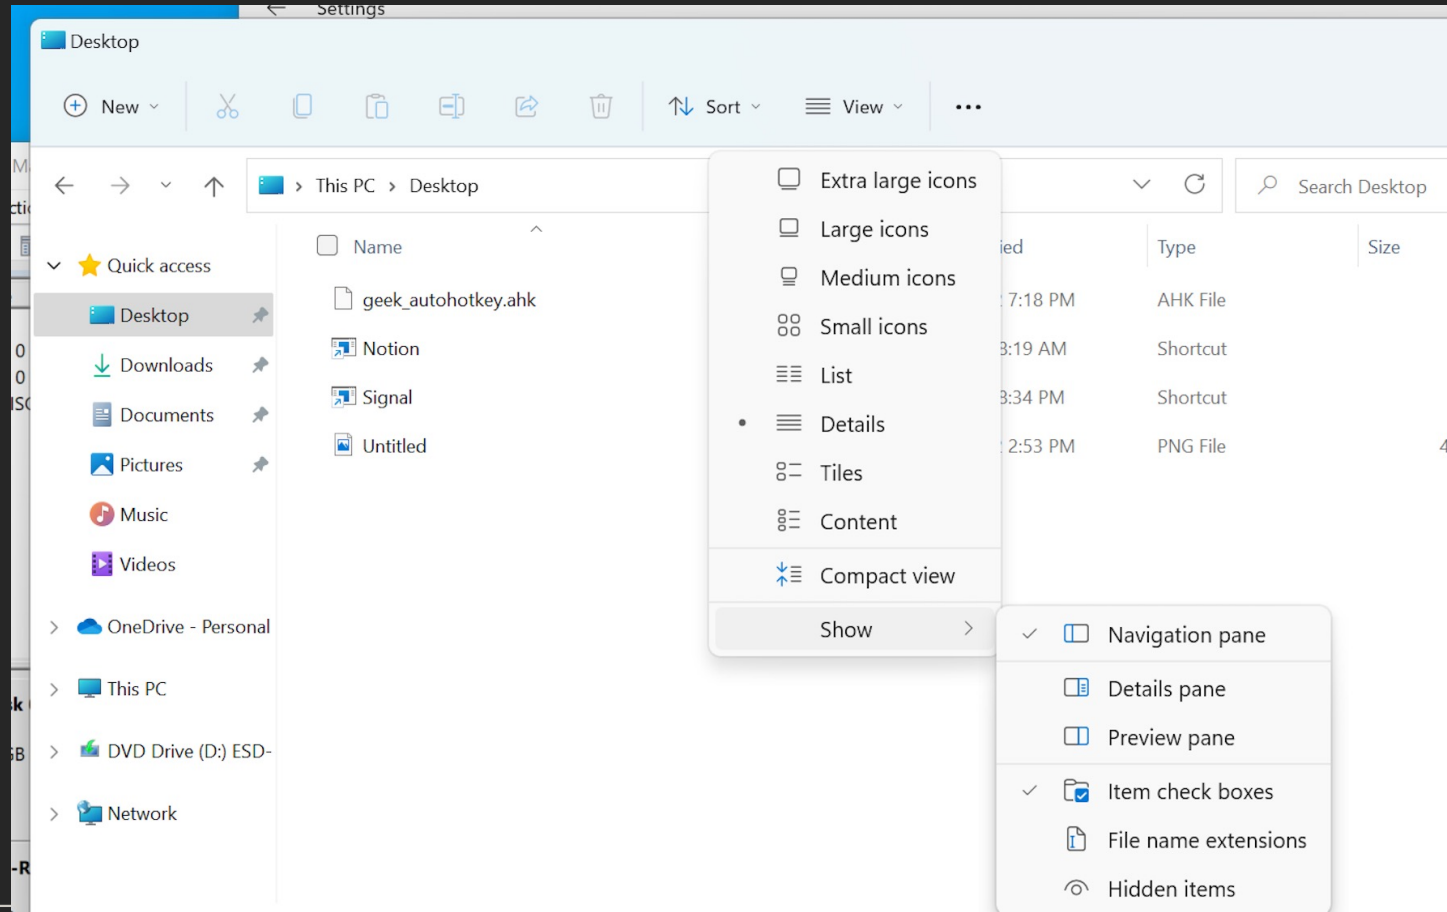 Settings
Desktop
New
Sort
View
This PC
Desktop
Search Desktop
Name
Type
Size
Quick access
Desktop
Downloads
Documents
Pictures
Music
Videos
OneDrive - Personal
This PC
DVD Drive (D:) ESD-
Network
geek_autohotkey.ahk
7:18 PM
AHK File
Notion
8:19 AM
Shortcut
Signal
3:34 PM
Shortcut
Untitled
2:53 PM
PNG File
4
Extra large icons
Large icons
Medium icons
Small icons
List
Details
Tiles
Content
Compact view
Show
Navigation pane
Details pane
Preview pane
Item check boxes
File name extensions
Hidden items
0
0